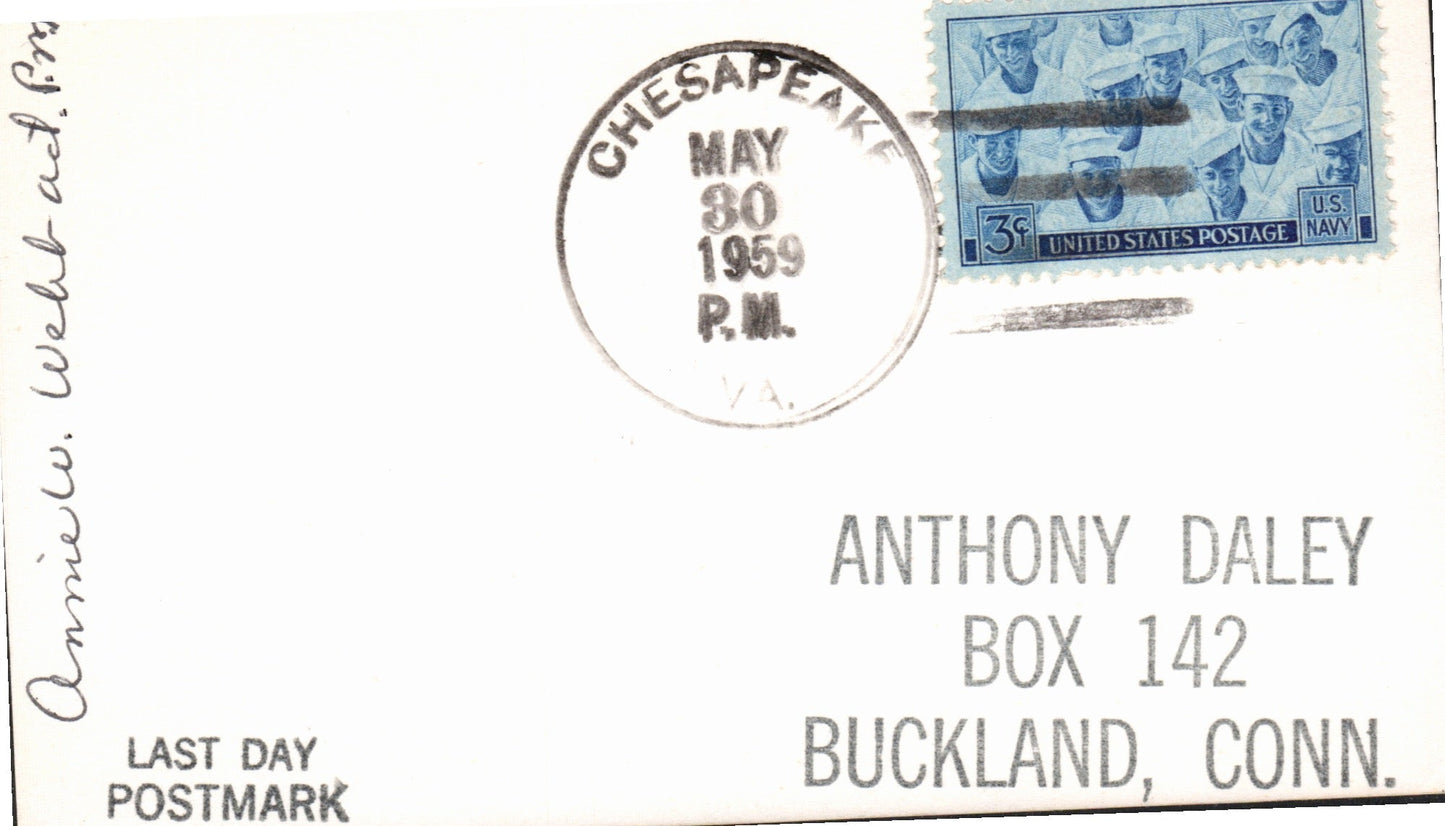 Annie W. Webb act. P.M
CHESAPEAKE
MAY
30
1959
P.M.
VA.
3¢
UNITED STATES POSTAGE
U.S.
NAVY
ANTHONY DALEY
BOX 142
BUCKLAND, CONN.
LAST DAY
POSTMARK